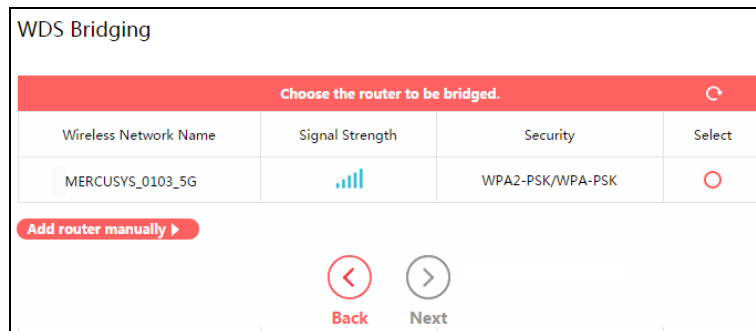 WDS Bridging
Choose the router to be bridged.
Wireless Network Name Signal Strength Security Select
MERCUSYS_0103_5G WPA2-PSK/WPA-PSK
Add router manually
Back Next